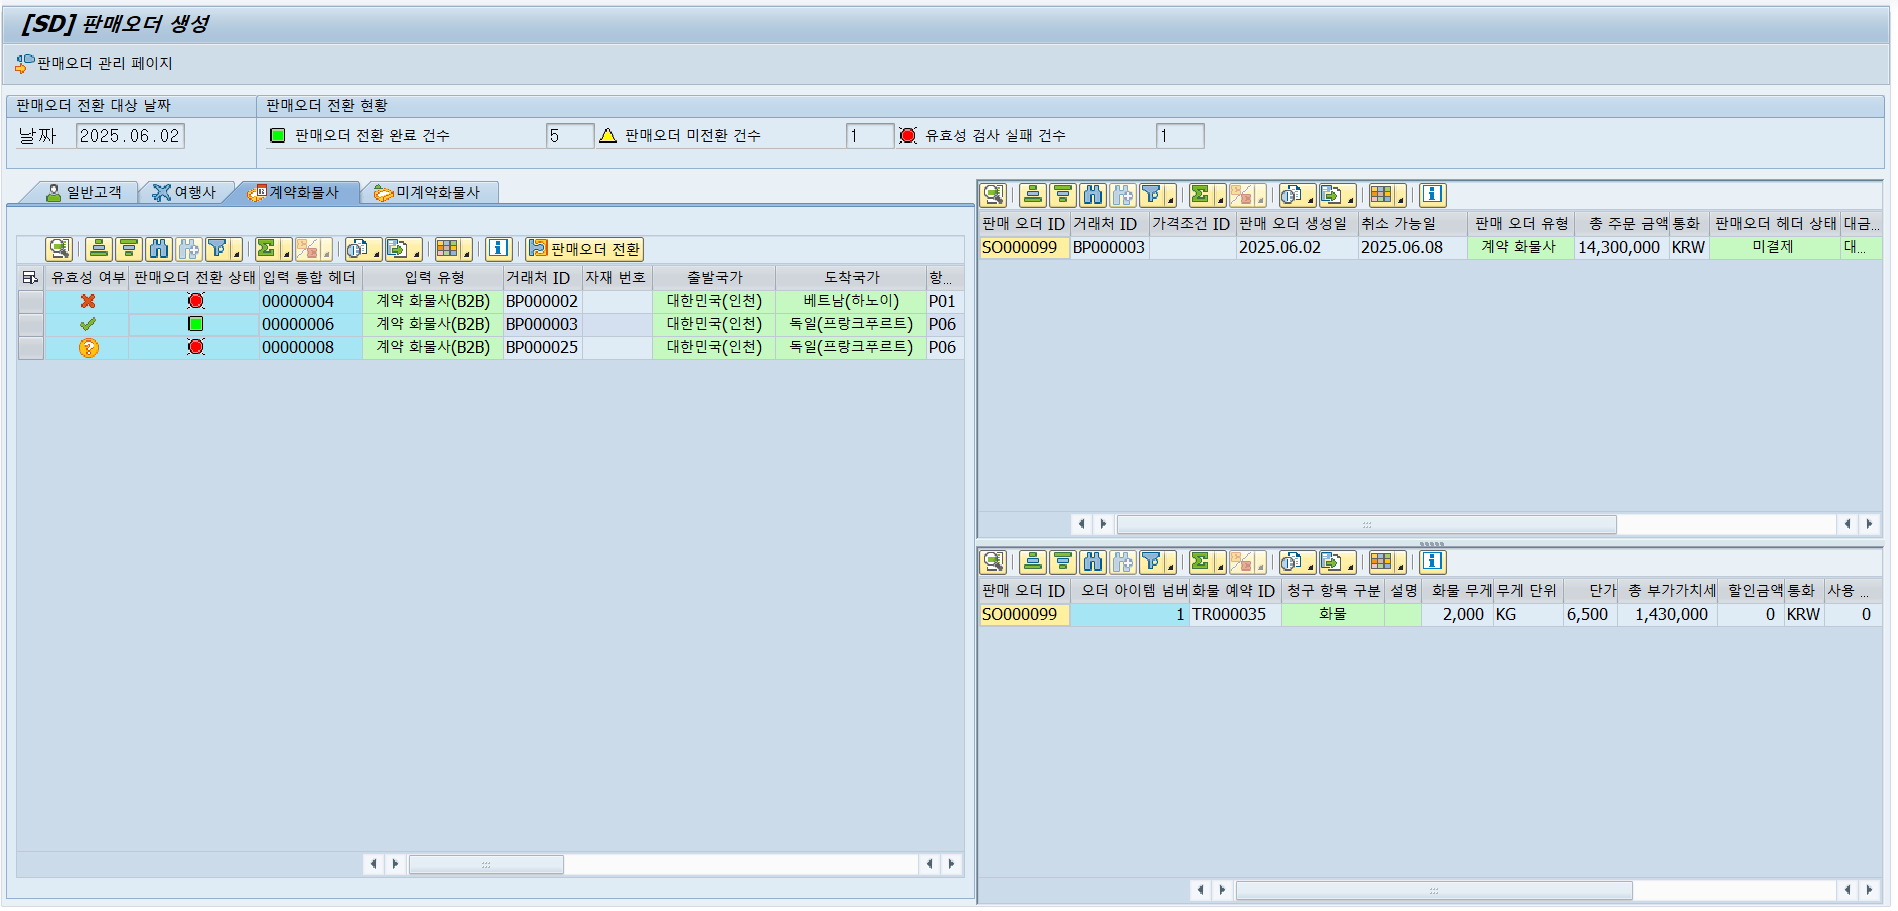 [SD] 판매오더 생성
판매오더 관리 페이지
판매오더 전환 대상 날짜
날짜 2025.06.02
판매오더 전환 현황
판매오더 전환 완료 건수 5 판매오더 미전환 건수 1 유효성 검사 실패 건수 1
일반고객 여행사 계약화물사 미계약화물사
판매오더 전환
유효성 여부 판매오더 전환 상태 입력 통합 헤더 입력 유형 거래처 ID 자재 번호 출발국가 도착국가 항...
00000004 계약 화물사(B2B) BP000002 대한민국(인천) 베트남(하노이) P01
00000006 계약 화물사(B2B) BP000003 대한민국(인천) 독일(프랑크푸르트) P06
00000008 계약 화물사(B2B) BP000025 대한민국(인천) 독일(프랑크푸르트) P06
판매 오더 ID 거래처 ID 가격조건 ID 판매 오더 생성일 취소 가능일 판매 오더 유형 총 주문 금액 통화 판매오더 헤더 상태 대금...
SO000099 BP000003 2025.06.02 2025.06.08 계약 화물사 14,300,000 KRW 미결제 대...
판매 오더 ID 오더 아이템 넘버 화물 예약 ID 청구 항목 구분 설명 화물 무게 무게 단위 단가 총 부가가치세 할인금액 통화 사용 ...
SO000099 1 TR000035 화물 2,000 KG 6,500 1,430,000 0 KRW 0